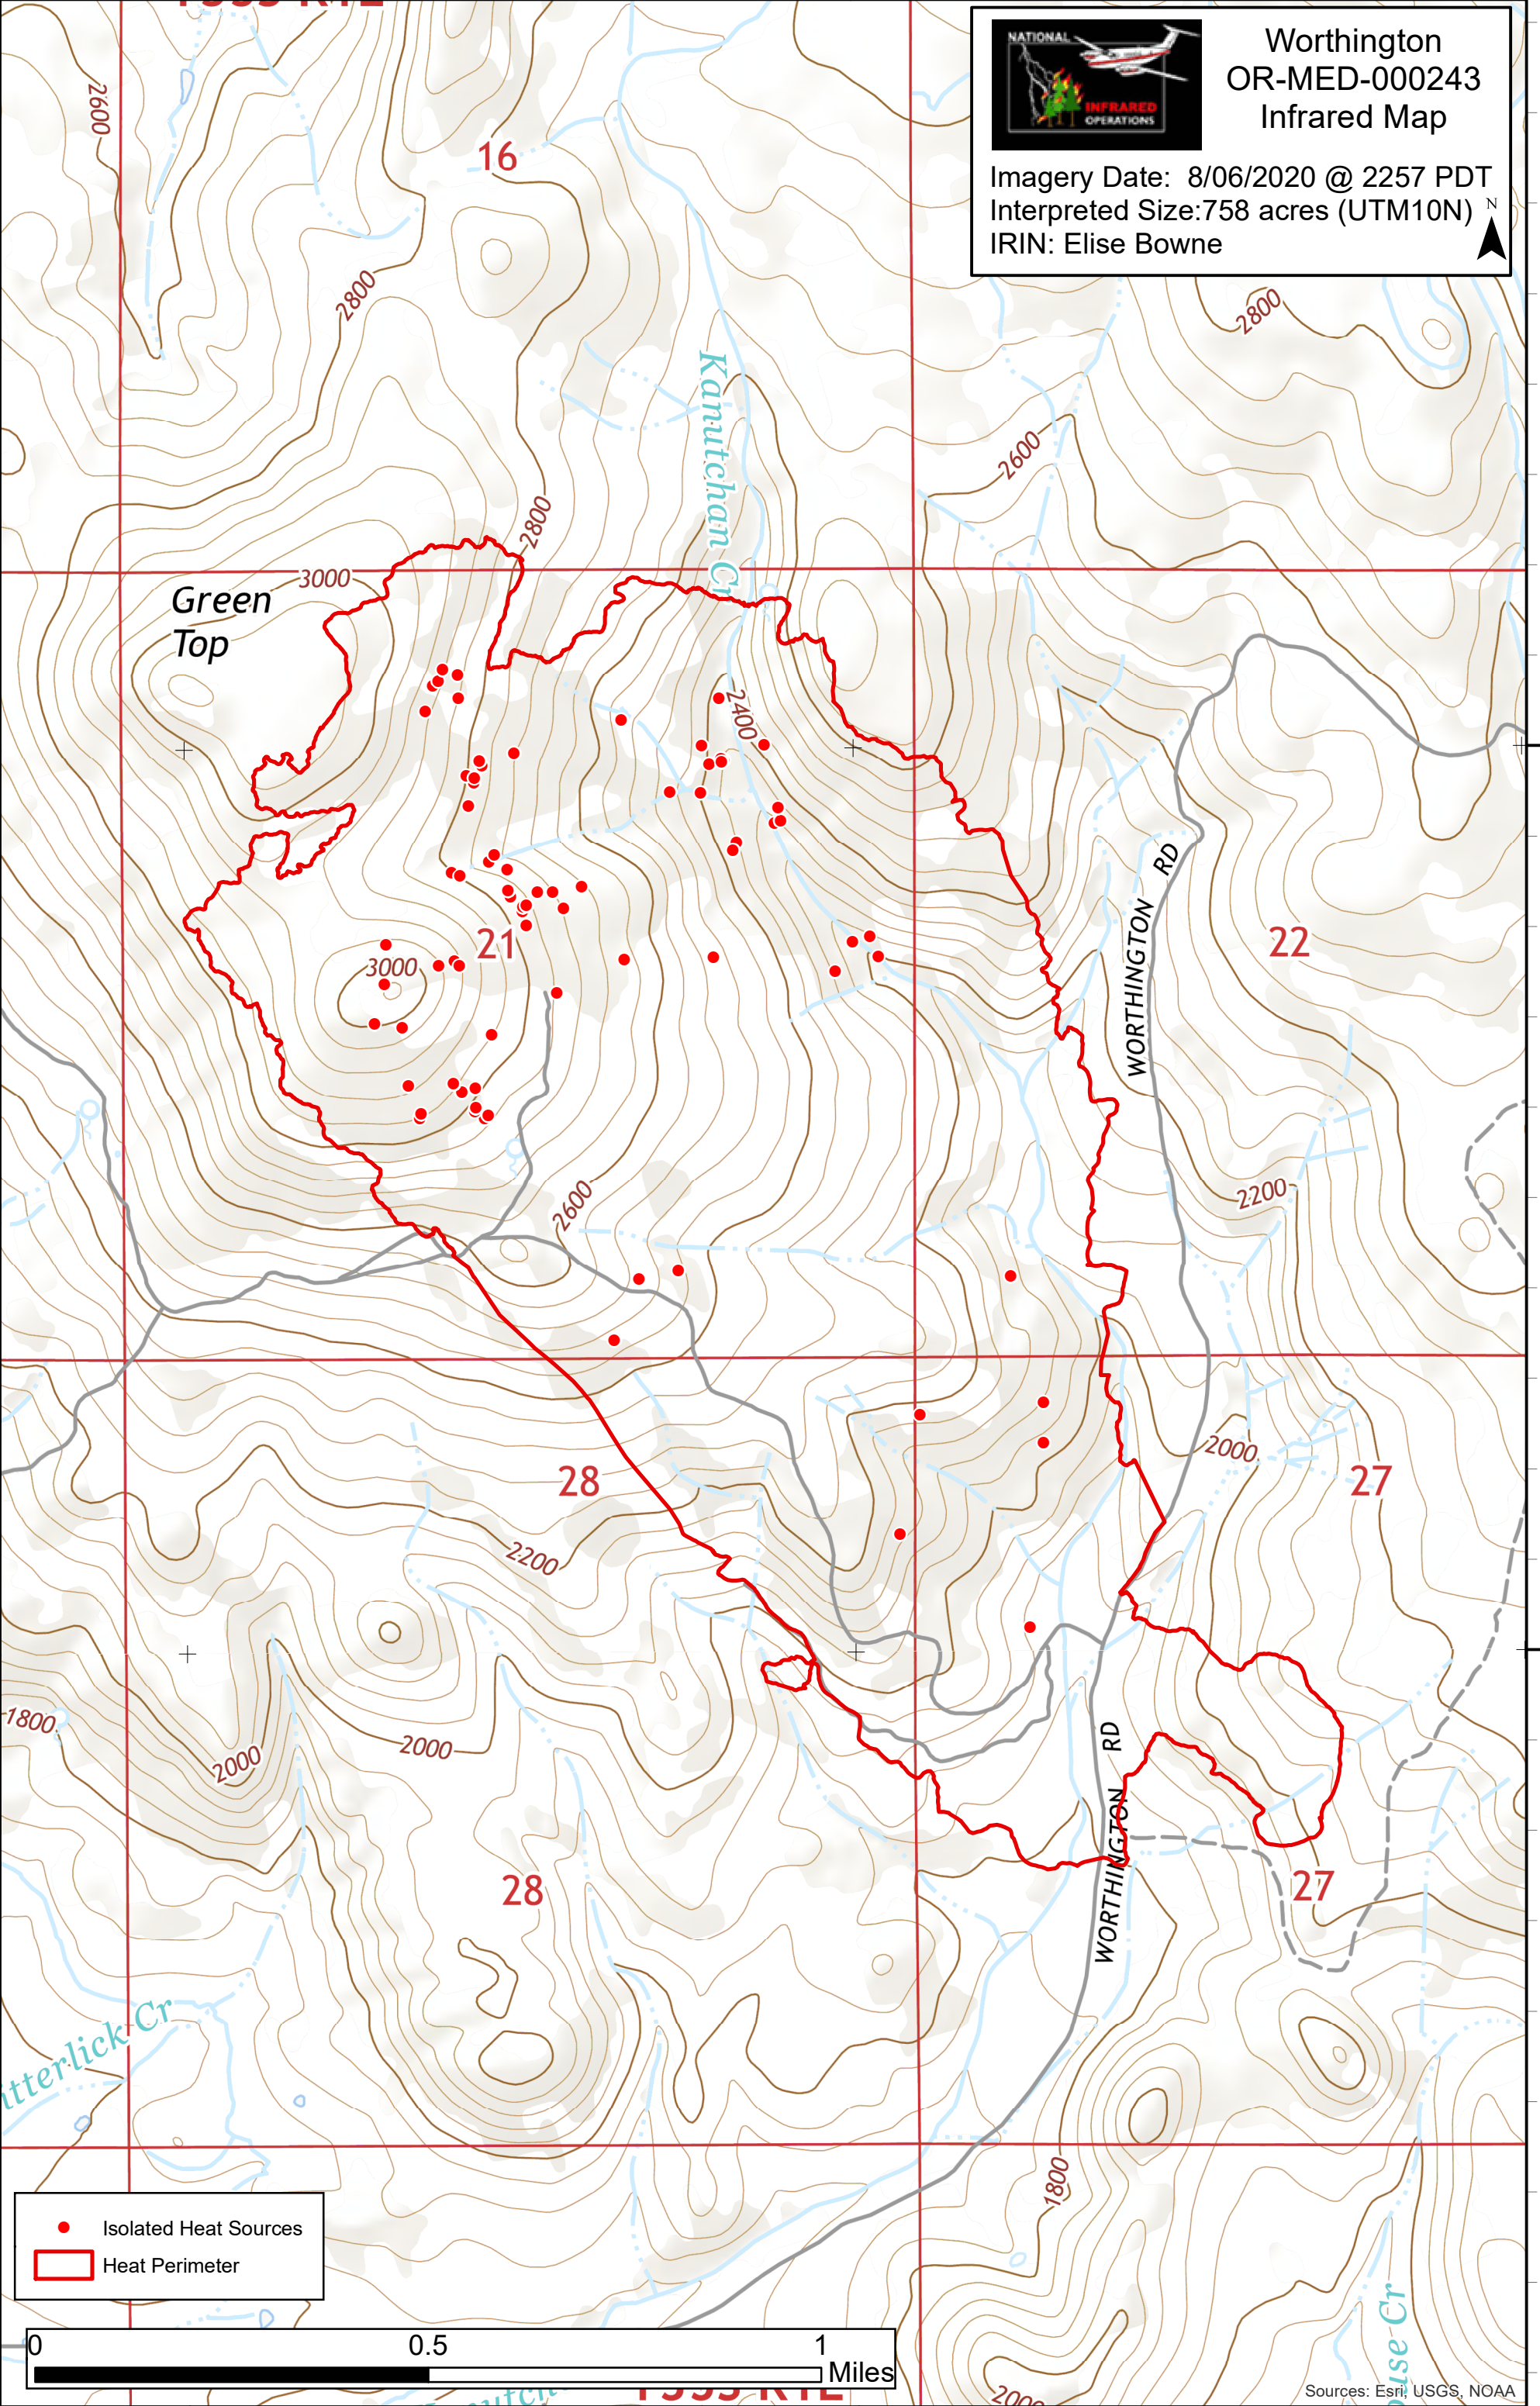 NATIONAL
INFRARED
OPERATIONS
Worthington
OR-MED-000243
Infrared Map
Imagery Date: 8/06/2020 @ 2257 PDT
Interpreted Size:758 acres (UTM10N)
N
IRIN: Elise Bowne
2600
16
2800
2800
Kanutchan Cr
2600
2800
3000
Green
Top
2400
WORTHINGTON RD
21
22
3000
2600
2200
2000
28
27
2200
1800
2000
2000
WORTHINGTON RD
28
27
1800
Isolated Heat Sources
Heat Perimeter
0 0.5 1
Miles
2000
Sources: Esri, USGS, NOAA